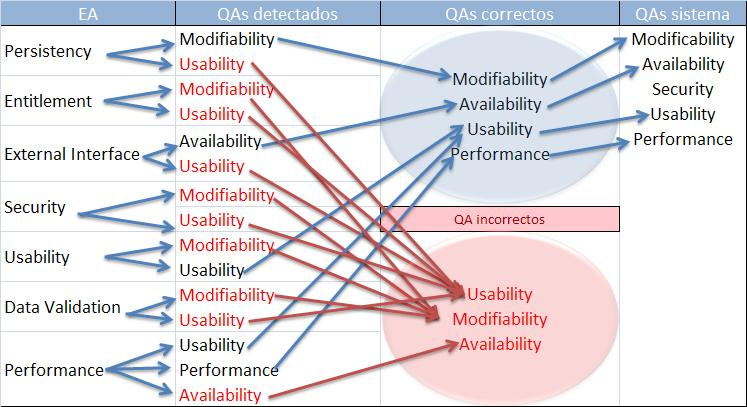 EA QAs detectados QAs correctos QAs sistema
Persistency
Modifiability
Usability
Entitlement
Modifiability
Usability
External Interface
Availability
Usability
Security
Modifiability
Usability
Usability
Modifiability
Usability
Data Validation
Modifiability
Usability
Performance
Usability
Performance
Availability
Modifiability
Availability
Usability
Performance
QA incorrectos
Usability
Modifiability
Availability
Modificability
Availability
Security
Usability
Performance